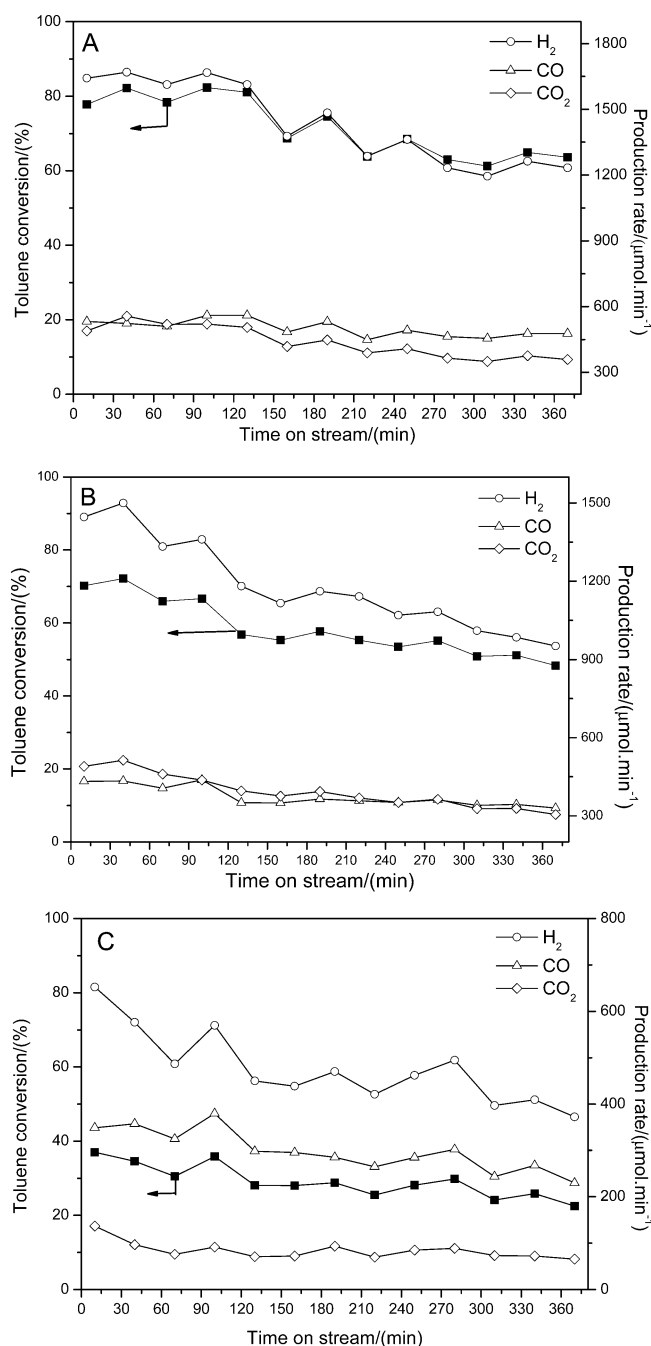 A
H₂
CO
CO₂
Toluene conversion/(%)
100
80
60
40
20
0
1800
1500
1200
900
600
300
Production rate/(μmol.min⁻¹)
0 30 60 90 120 150 180 210 240 270 300 330 360
Time on stream/(min)
B
H₂
CO
CO₂
Toluene conversion/(%)
100
80
60
40
20
0
1500
1200
900
600
300
Production rate/(μmol.min⁻¹)
0 30 60 90 120 150 180 210 240 270 300 330 360
Time on stream/(min)
C
H₂
CO
CO₂
Toluene conversion/(%)
100
80
60
40
20
0
800
600
400
200
0
Production rate/(μmol.min⁻¹)
0 30 60 90 120 150 180 210 240 270 300 330 360
Time on stream/(min)